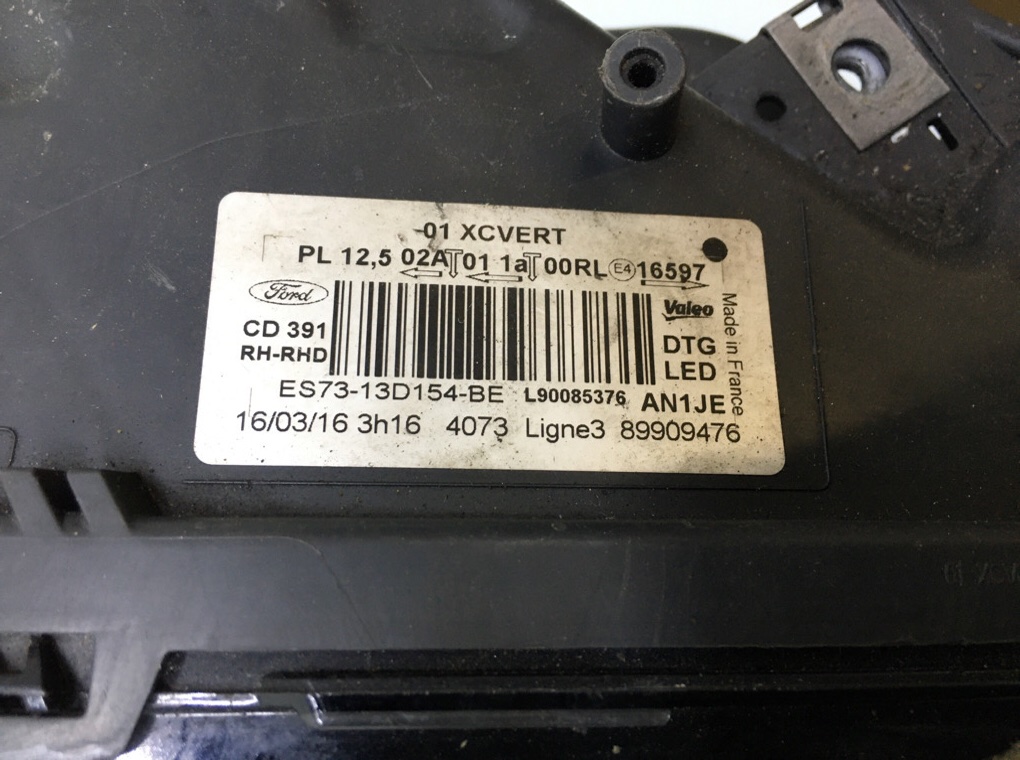 01 XCVERT
PL 12,5 02A 01 1a 00RL E4 16597
Ford
Valeo
CD 391
RH-RHD
DTG
LED
Made in France
ES73-13D154-BE L90085376 AN1JE
16/03/16 3h16 4073 Ligne3 89909476